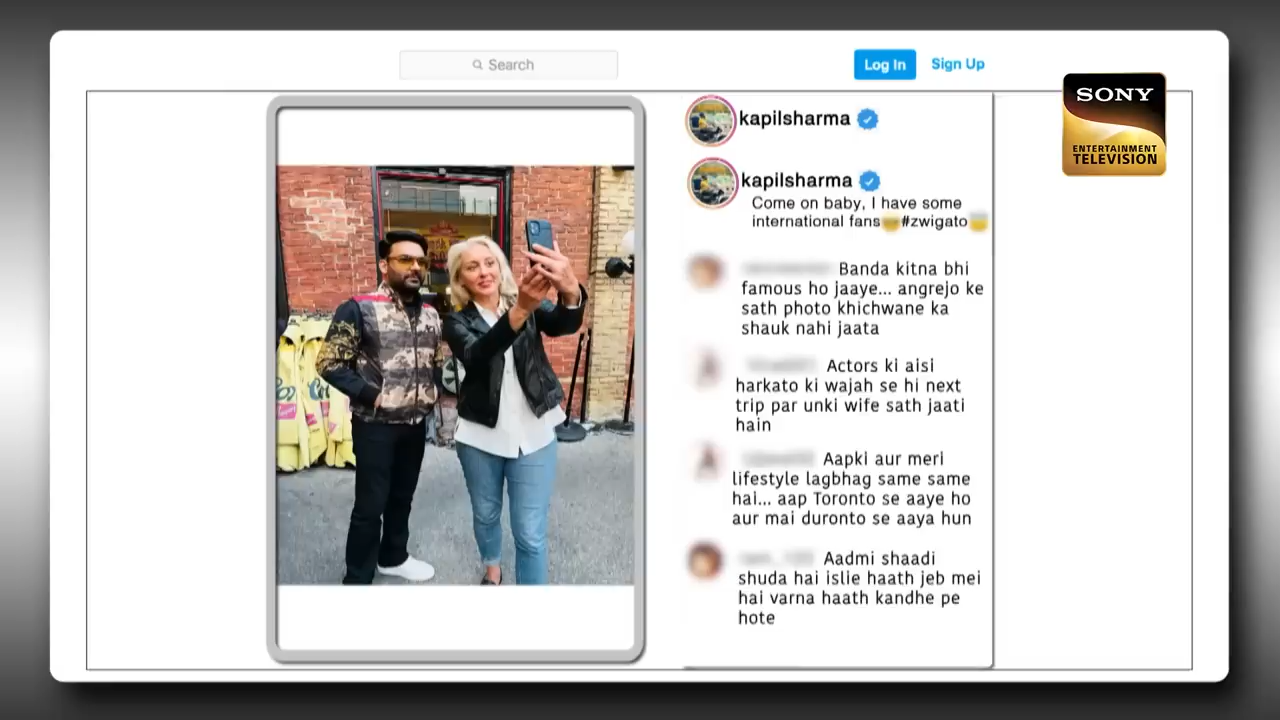 Search
Log In
Sign Up
SONY
ENTERTAINMENT
TELEVISION
kapilsharma
kapilsharma
Come on baby, I have some
international fans #zwigato
Banda kitna bhi
famous ho jaaye... angrejo ke
sath photo khichwane ka
shauk nahi jaata
Actors ki aisi
harkato ki wajah se hi next
trip par unki wife sath jaati
hain
Aapki aur meri
lifestyle lagbhag same same
hai... aap Toronto se aaye ho
aur mai duronto se aaya hun
Aadmi shaadi
shuda hai islie haath jeb mei
hai varna haath kandhe pe
hote